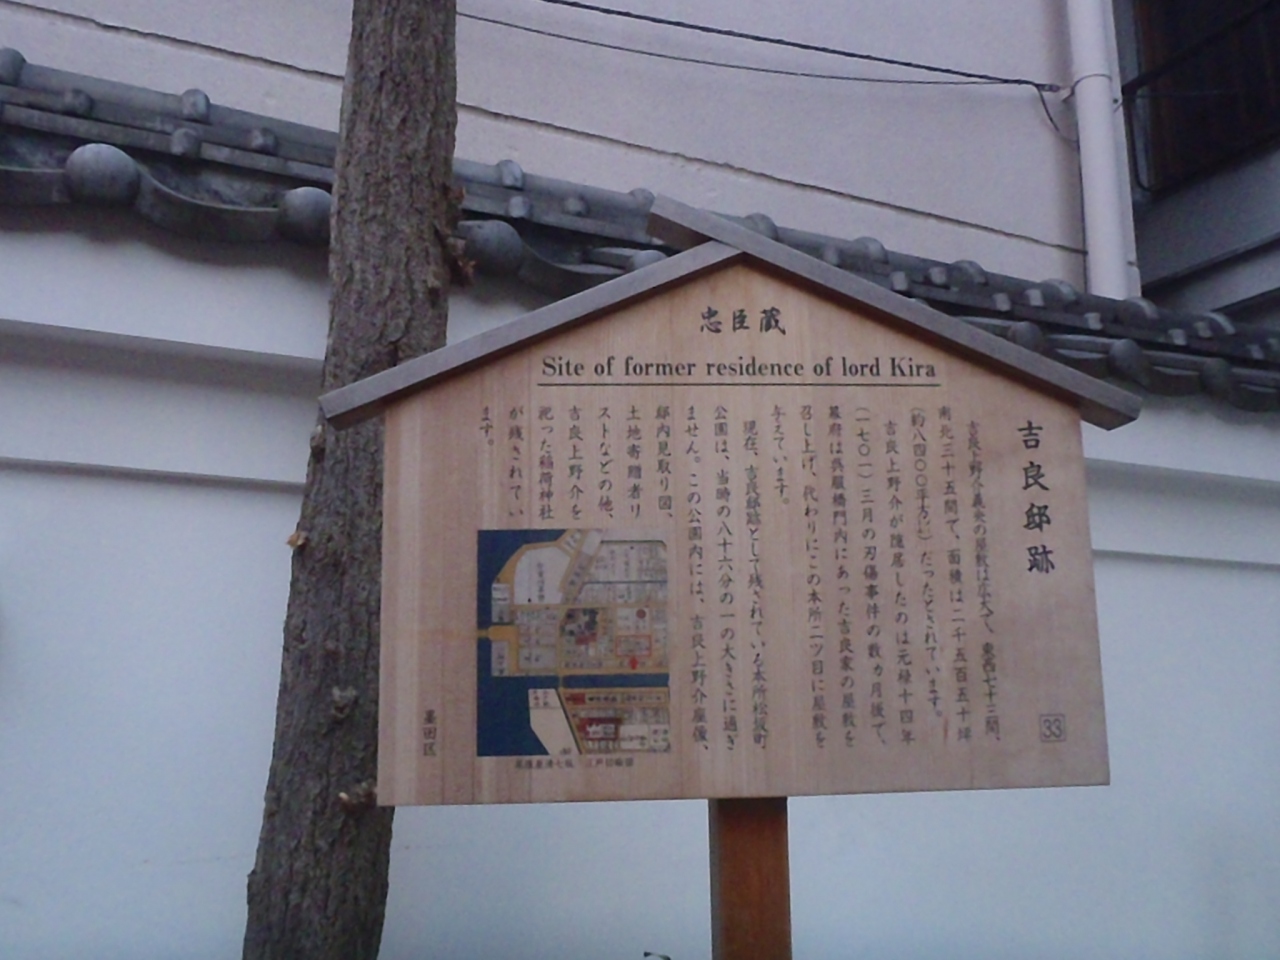 忠臣蔵
Site of former residence of lord Kira
吉良邸跡
吉良上野介義央の屋敷は広大で、東西七十三間、
南北三十五間で、面積は二千五百五十坪
(約八四〇〇平方㍍)だったとされています。
吉良上野介が隠居したのは元禄十四年
(一七〇一)三月の刃傷事件の数ヵ月後で、
幕府は呉服橋門内にあった吉良家の屋敷を
召し上げ、代わりにこの本所二ツ目に屋敷を
与えています。
現在、吉良邸跡として残されている本所松坂町
公園は、当時の八十六分の一の大きさに過ぎ
ません。この公園内には、吉良上野介座像、
邸内見取り図、
土地寄贈者リ
ストなどの他、
吉良上野介を
祀った稲荷神社
が残されてい
ます。
墨田区
33